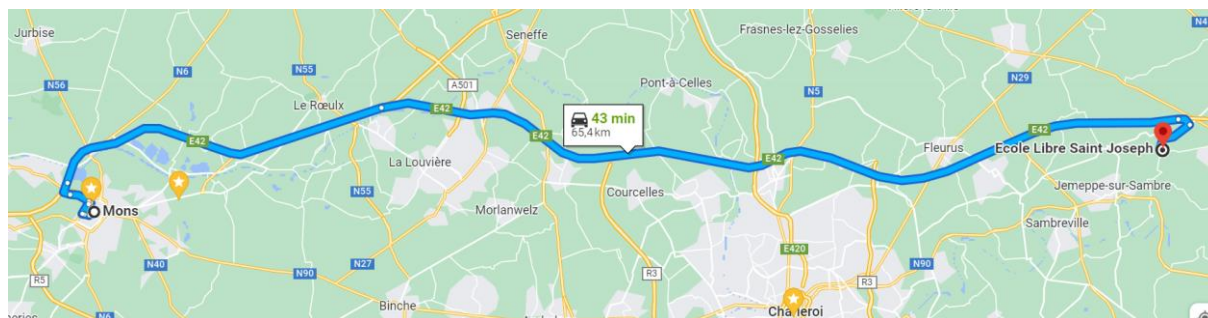 Jurbise
N6
N56
N55
Le Rœulx
Seneffe
A501
E42
Frasnes-lez-Gosselies
Pont-à-Celles
N5
N29
N4
43 min
65,4 km
E42
E42
E42
E42
La Louvière
Fleurus
Ecole Libre Saint Joseph
Mons
N55
Morlanwelz
Courcelles
Jemeppe-sur-Sambre
Sambreville
E420
N40
N90
N27
R5
R3
N90
R3
N6
Binche
Charleroi